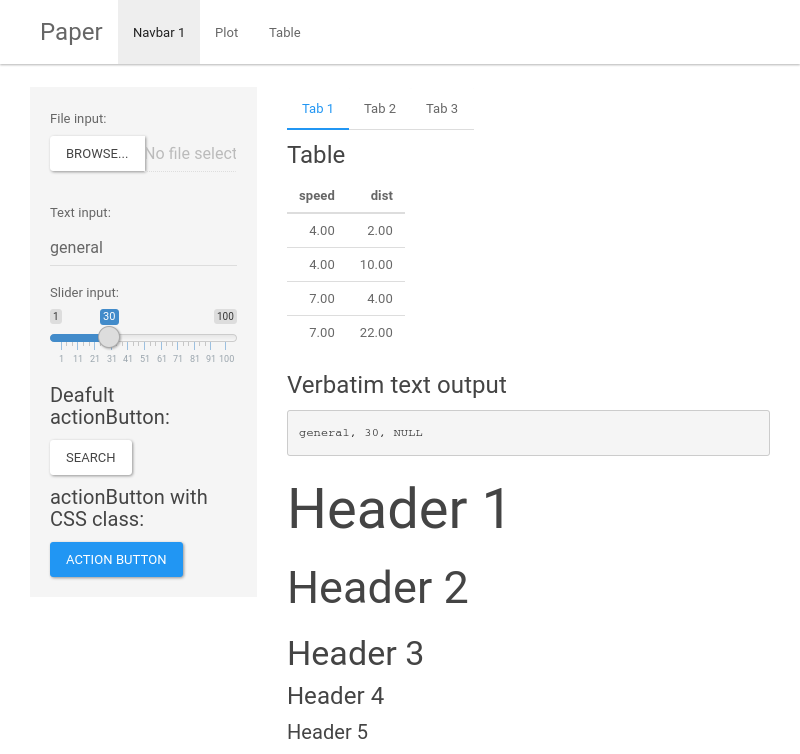 Paper Navbar 1 Plot Table
File input:
BROWSE... No file select
Text input:
general
Slider input:
1 30 100
1 11 21 31 41 51 61 71 81 91 100
Deafult
actionButton:
SEARCH
actionButton with
CSS class:
ACTION BUTTON
Tab 1 Tab 2 Tab 3
Table
speed dist
4.00 2.00
4.00 10.00
7.00 4.00
7.00 22.00
Verbatim text output
general, 30, NULL
Header 1
Header 2
Header 3
Header 4
Header 5